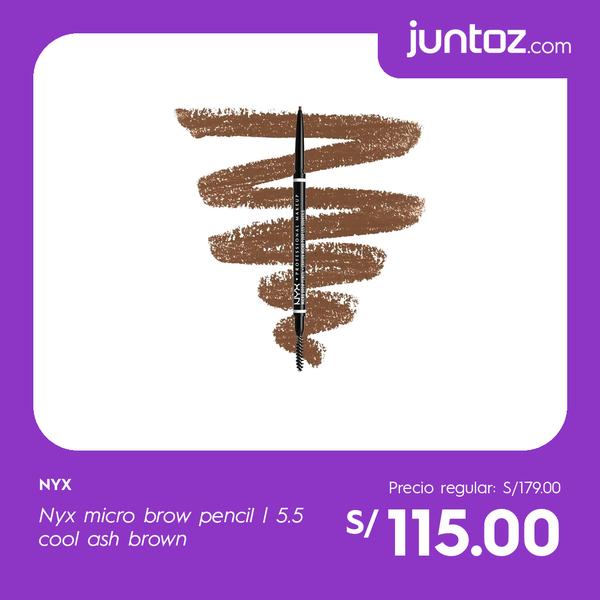 juntoz.com
NYX • PROFESSIONAL MAKEUP
NYX
Nyx micro brow pencil | 5.5
cool ash brown
Precio regular: S/179.00
S/115.00